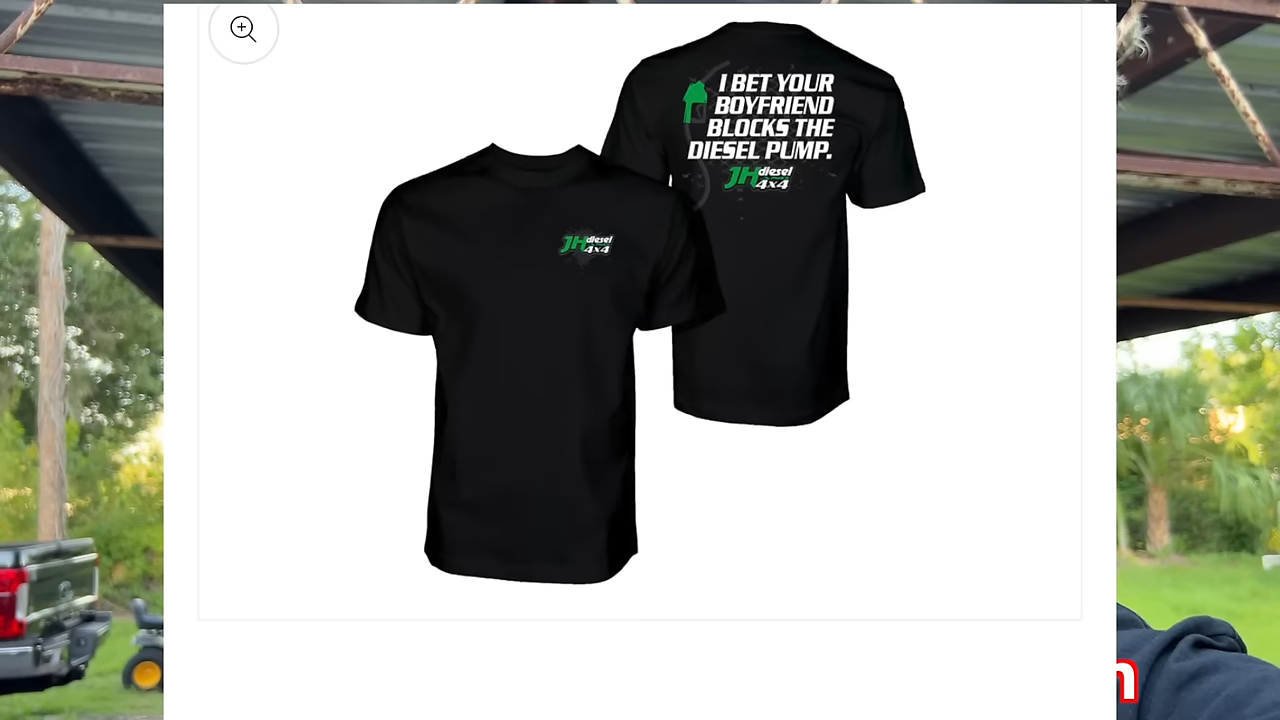 I BET YOUR
BOYFRIEND
BLOCKS THE
DIESEL PUMP.
JH diesel
4x4
JH diesel
4x4
n